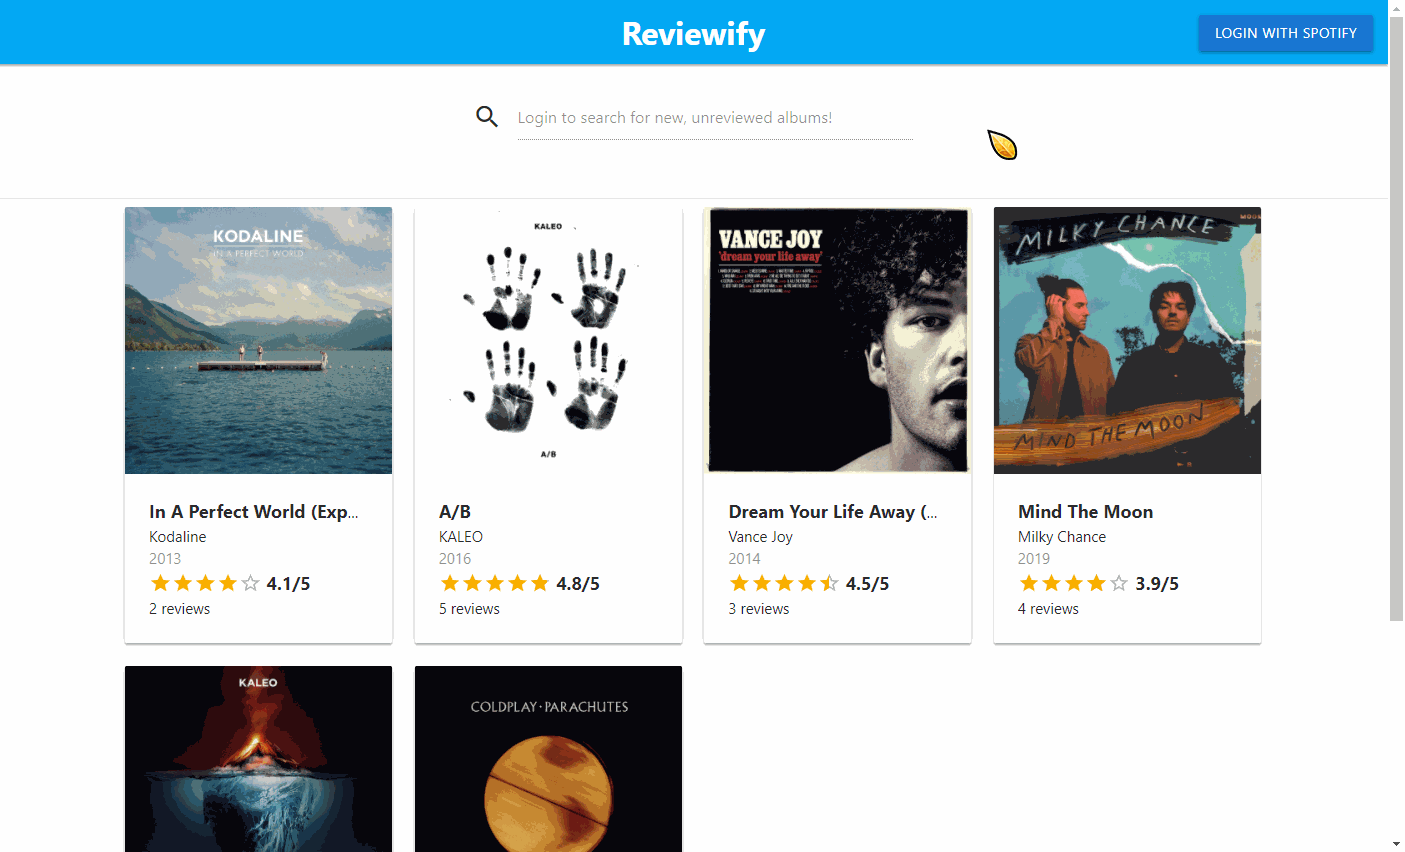 Reviewify
LOGIN WITH SPOTIFY
Login to search for new, unreviewed albums!
KODALINE
IN A PERFECT WORLD
In A Perfect World (Exp...
Kodaline
2013
4.1/5
2 reviews
KALEO
A/B
A/B
KALEO
2016
4.8/5
5 reviews
VANCE JOY
'dream your life away'
Dream Your Life Away (...
Vance Joy
2014
4.5/5
3 reviews
MILKY CHANCE
MIND THE MOON
Mind The Moon
Milky Chance
2019
3.9/5
4 reviews
KALEO
COLDPLAY·PARACHUTES